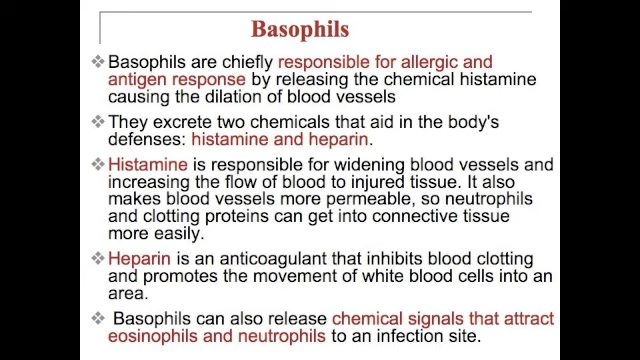 Basophils
❖ Basophils are chiefly responsible for allergic and
antigen response by releasing the chemical histamine
causing the dilation of blood vessels
❖ They excrete two chemicals that aid in the body's
defenses: histamine and heparin.
❖ Histamine is responsible for widening blood vessels and
increasing the flow of blood to injured tissue. It also
makes blood vessels more permeable, so neutrophils
and clotting proteins can get into connective tissue
more easily.
❖ Heparin is an anticoagulant that inhibits blood clotting
and promotes the movement of white blood cells into an
area.
❖ Basophils can also release chemical signals that attract
eosinophils and neutrophils to an infection site.